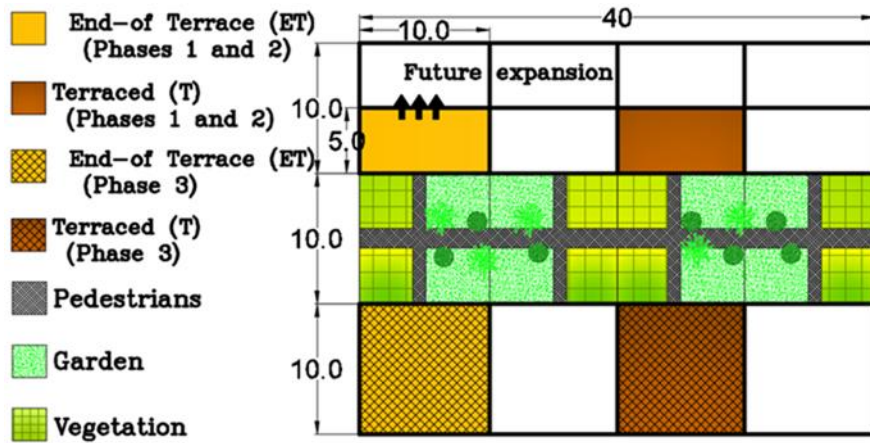 End-of Terrace (ET)
(Phases 1 and 2)
Terraced (T)
(Phases 1 and 2)
End-of Terrace (ET)
(Phase 3)
Terraced (T)
(Phase 3)
Pedestrians
Garden
Vegetation
40
10.0
Future expansion
10.0
5.0
10.0
10.0